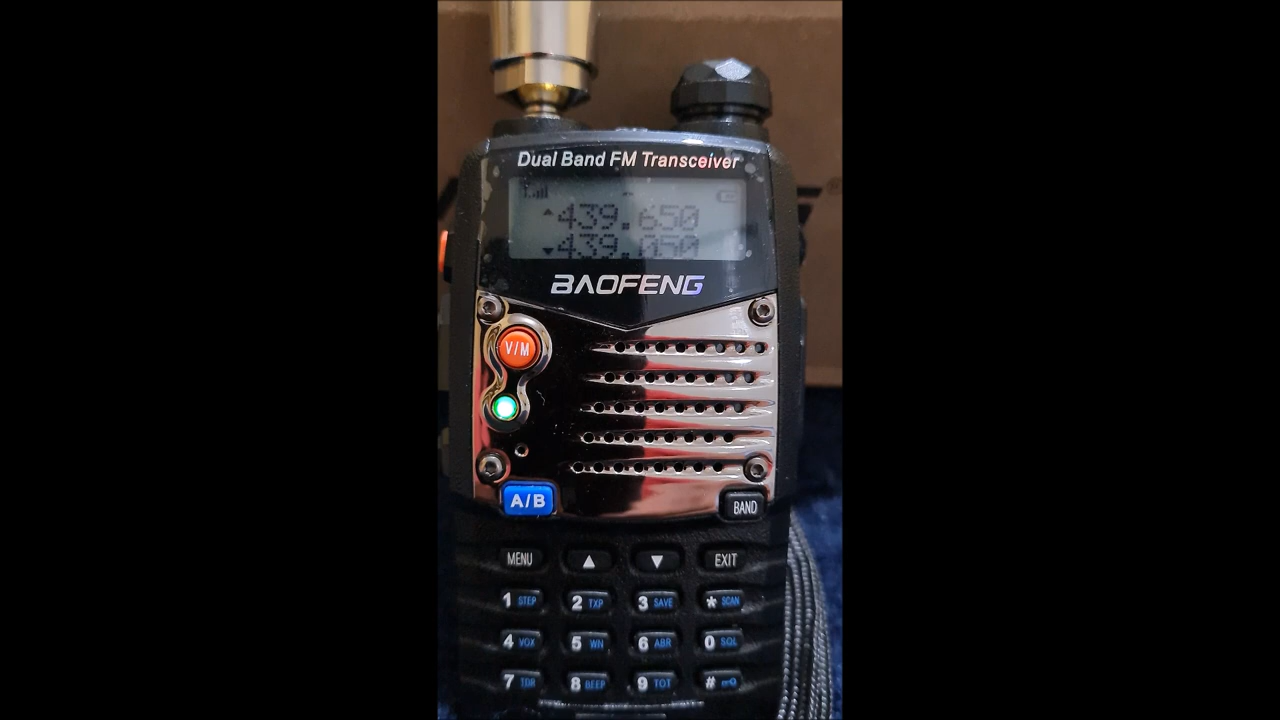 Dual Band FM Transceiver
439.650
439.050
BAOFENG
V/M
A/B
BAND
MENU ▲ ▼ EXIT
1 STEP 2 TXP 3 SAVE * SCAN
4 VOX 5 WN 6 ABR 0 SQL
7 TDR 8 BEEP 9 TOT #